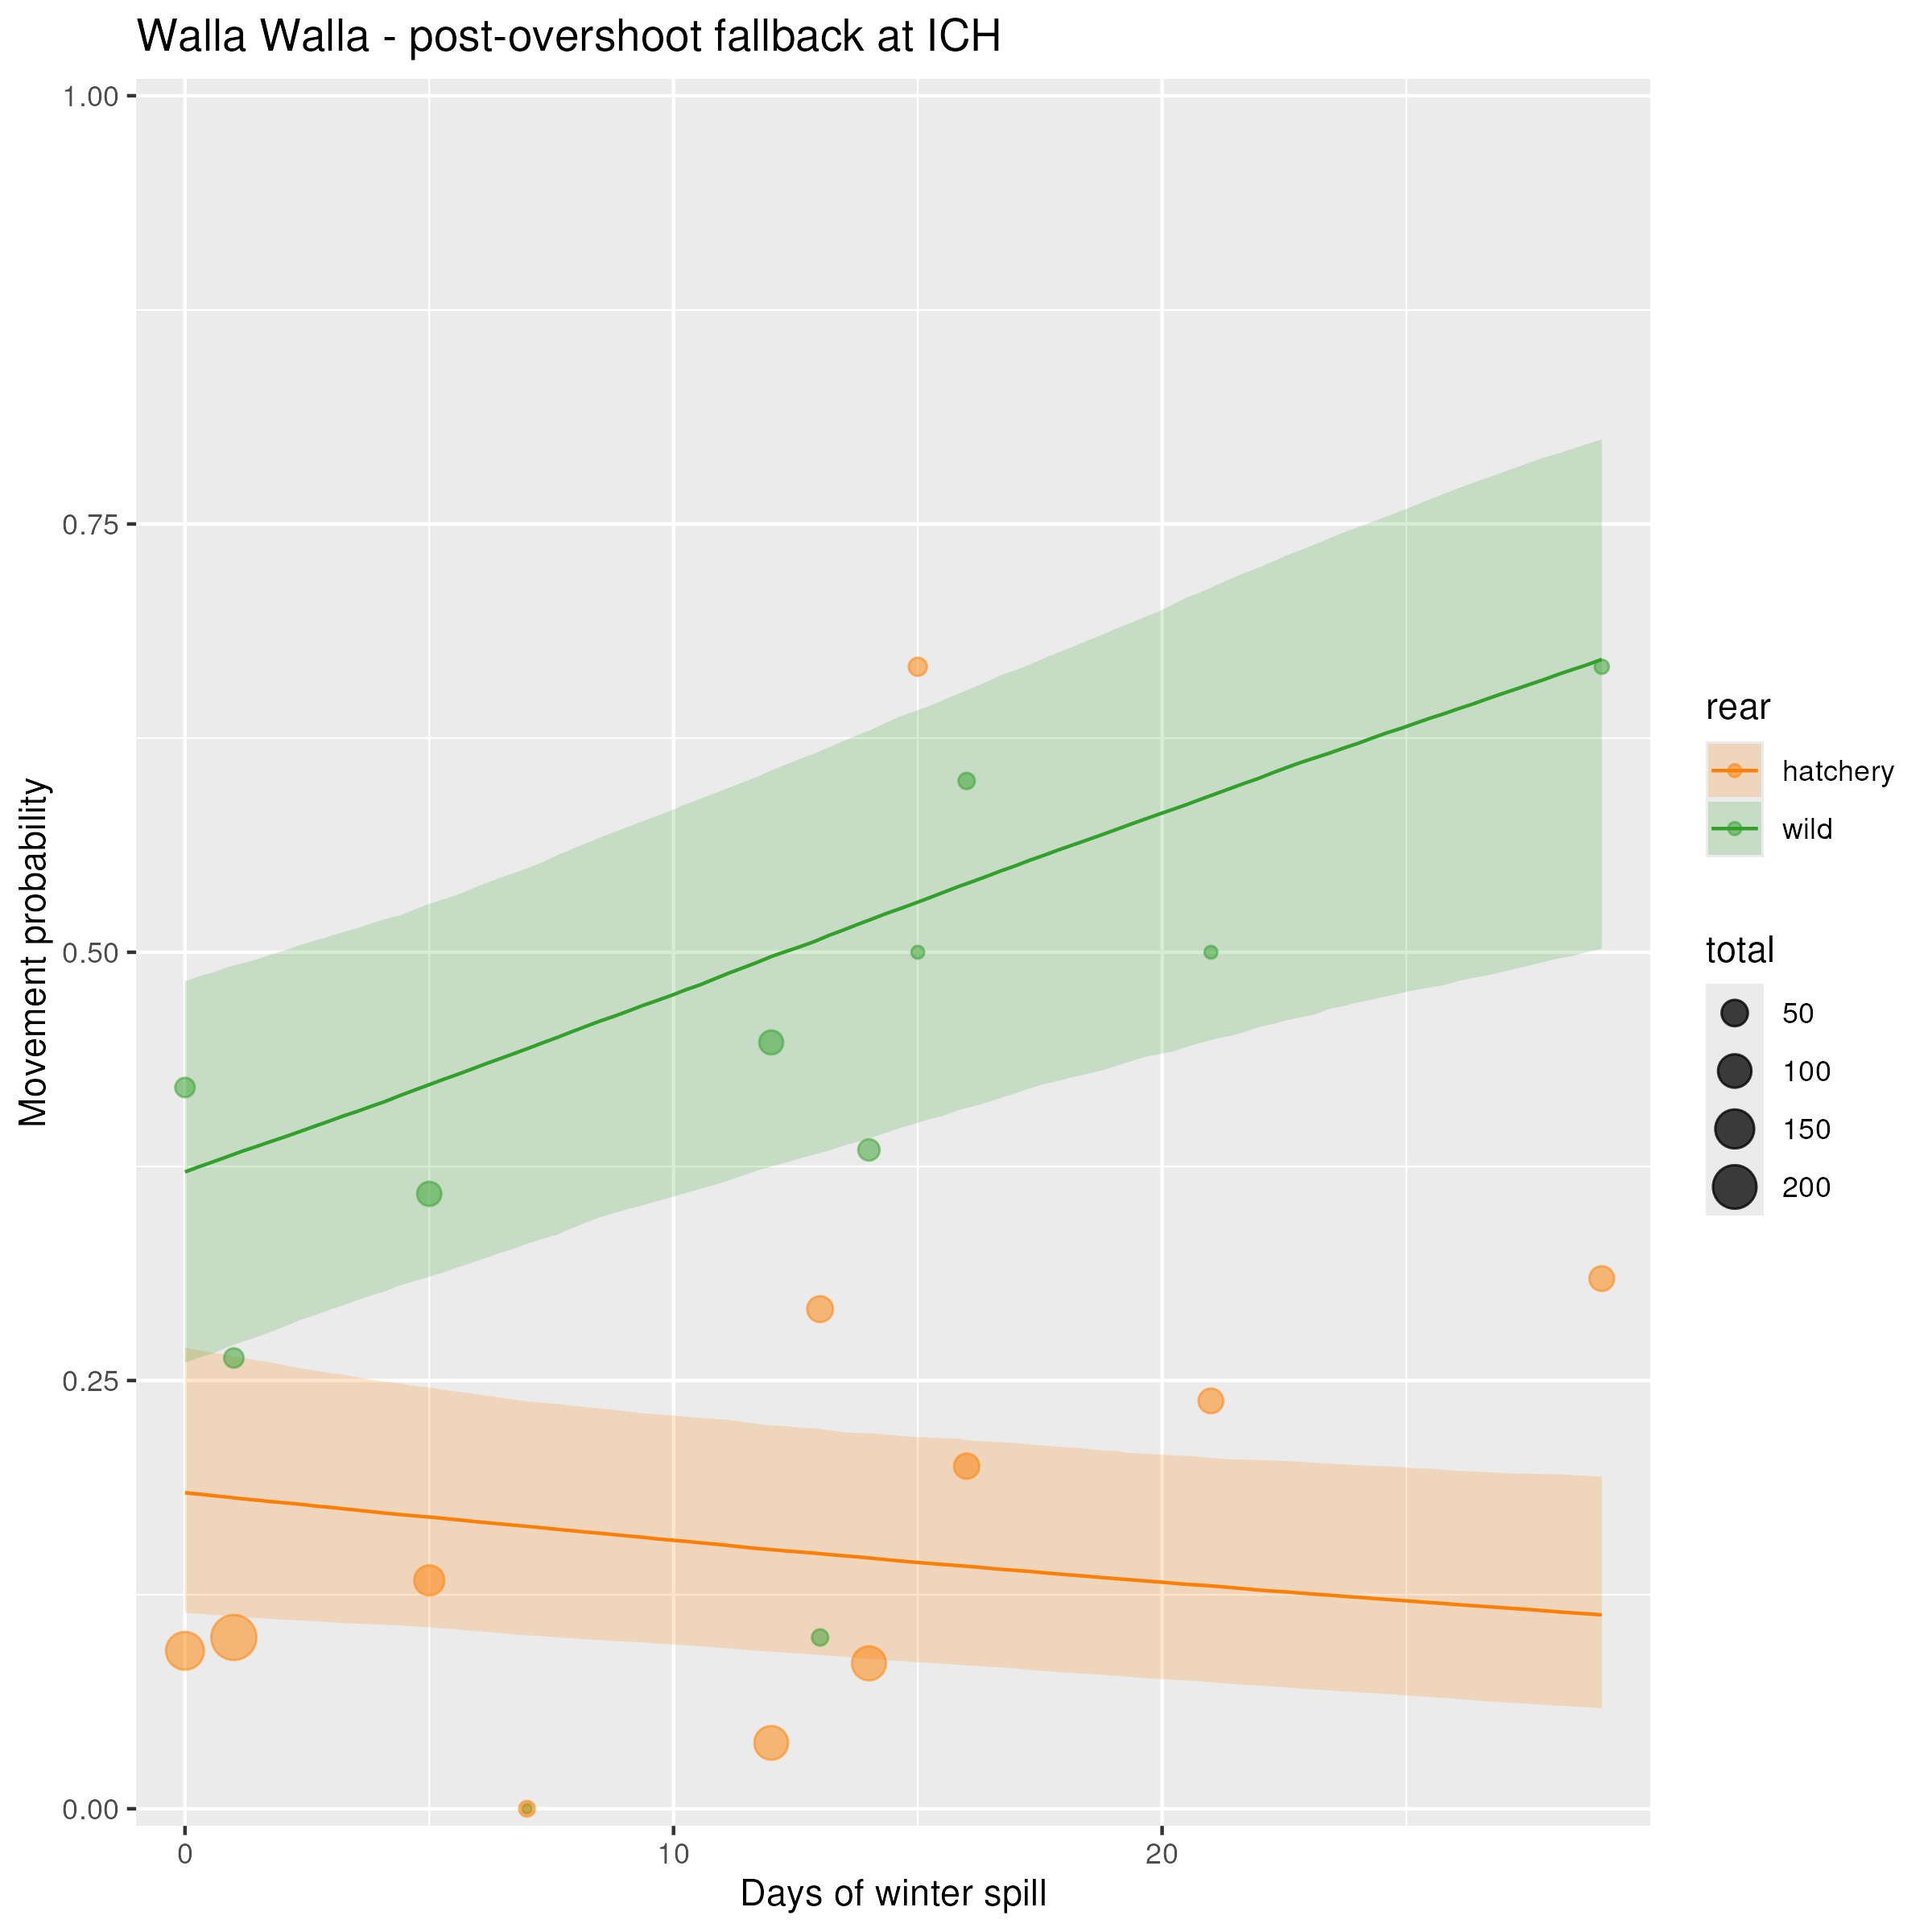 Walla Walla - post-overshoot fallback at ICH
Movement probability
1.00
0.75
0.50
0.25
0.00
0
10
20
Days of winter spill
rear
hatchery
wild
total
50
100
150
200